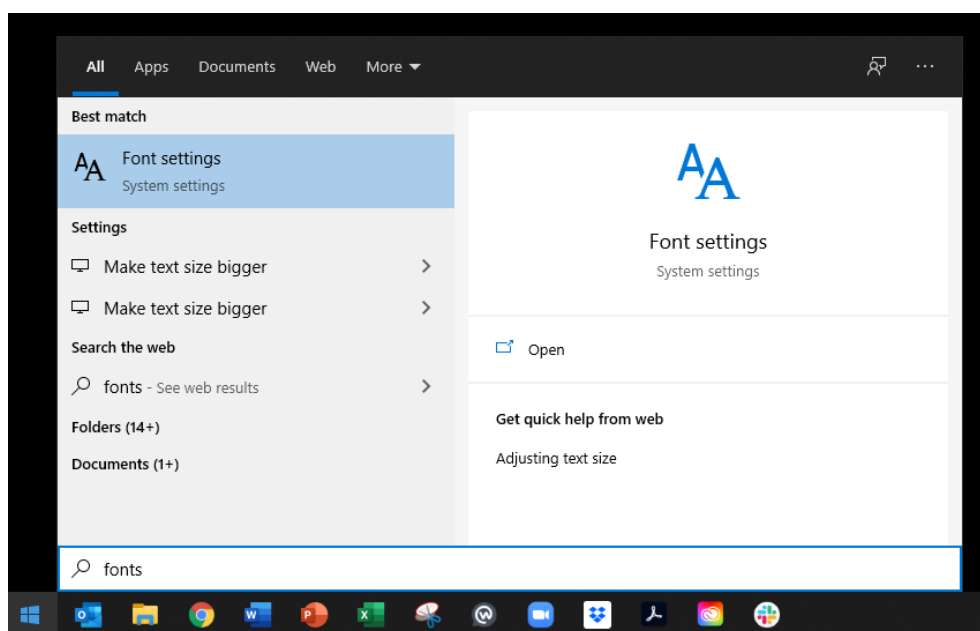 All Apps Documents Web More
Best match
Font settings
System settings
Settings
Make text size bigger
Make text size bigger
Search the web
fonts - See web results
Folders (14+)
Documents (1+)
Font settings
System settings
Open
Get quick help from web
Adjusting text size
fonts